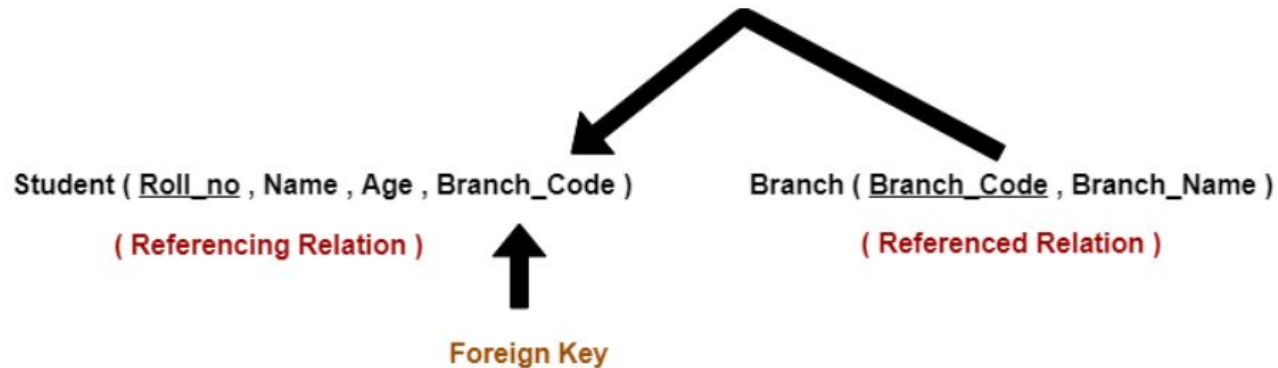 Student ( Roll_no , Name , Age , Branch_Code )
Branch ( Branch_Code , Branch_Name )
( Referencing Relation )
( Referenced Relation )
Foreign Key